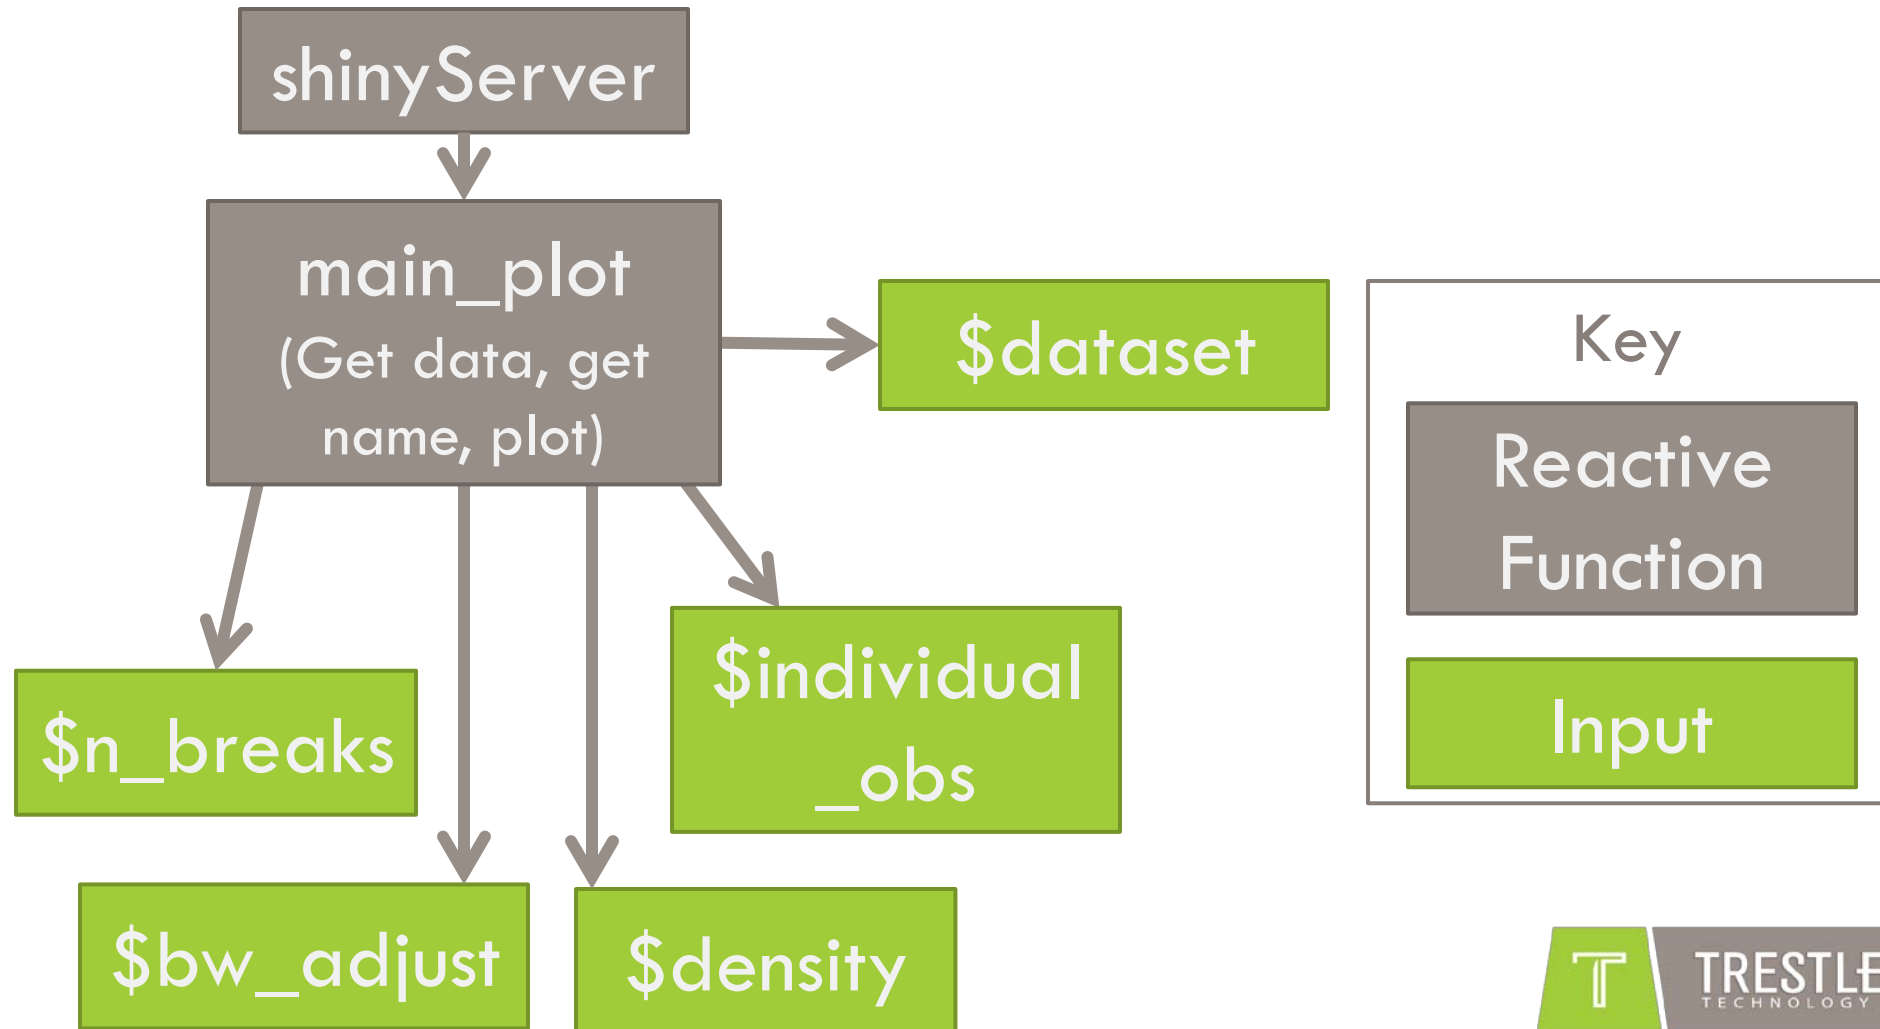 shinyServer
main_plot
(Get data, get
name, plot)
$dataset
Key
Reactive
Function
Input
$individual
_obs
$n_breaks
$bw_adjust
$density
T
TRESTLE
TECHNOLOGY